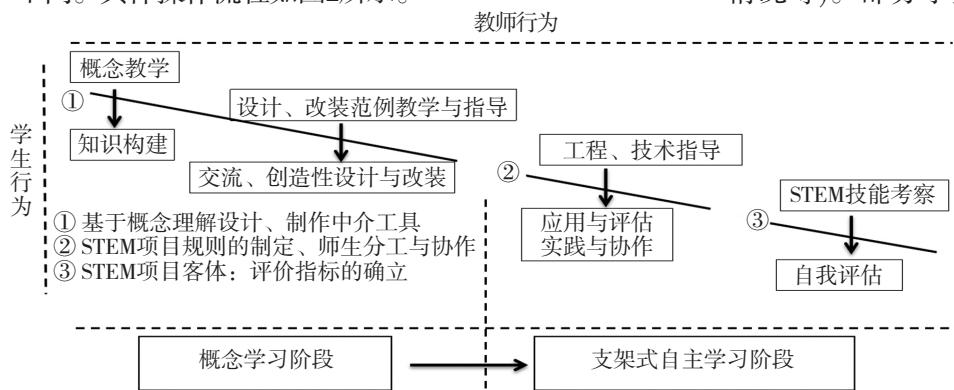 教师行为
学生行为
概念教学
①
知识构建
设计、改装范例教学与指导
交流、创造性设计与改装
②
工程、技术指导
应用与评估
实践与协作
③
STEM技能考察
自我评估
① 基于概念理解设计、制作中介工具
② STEM项目规则的制定、师生分工与协作
③ STEM项目客体：评价指标的确立
概念学习阶段
支架式自主学习阶段